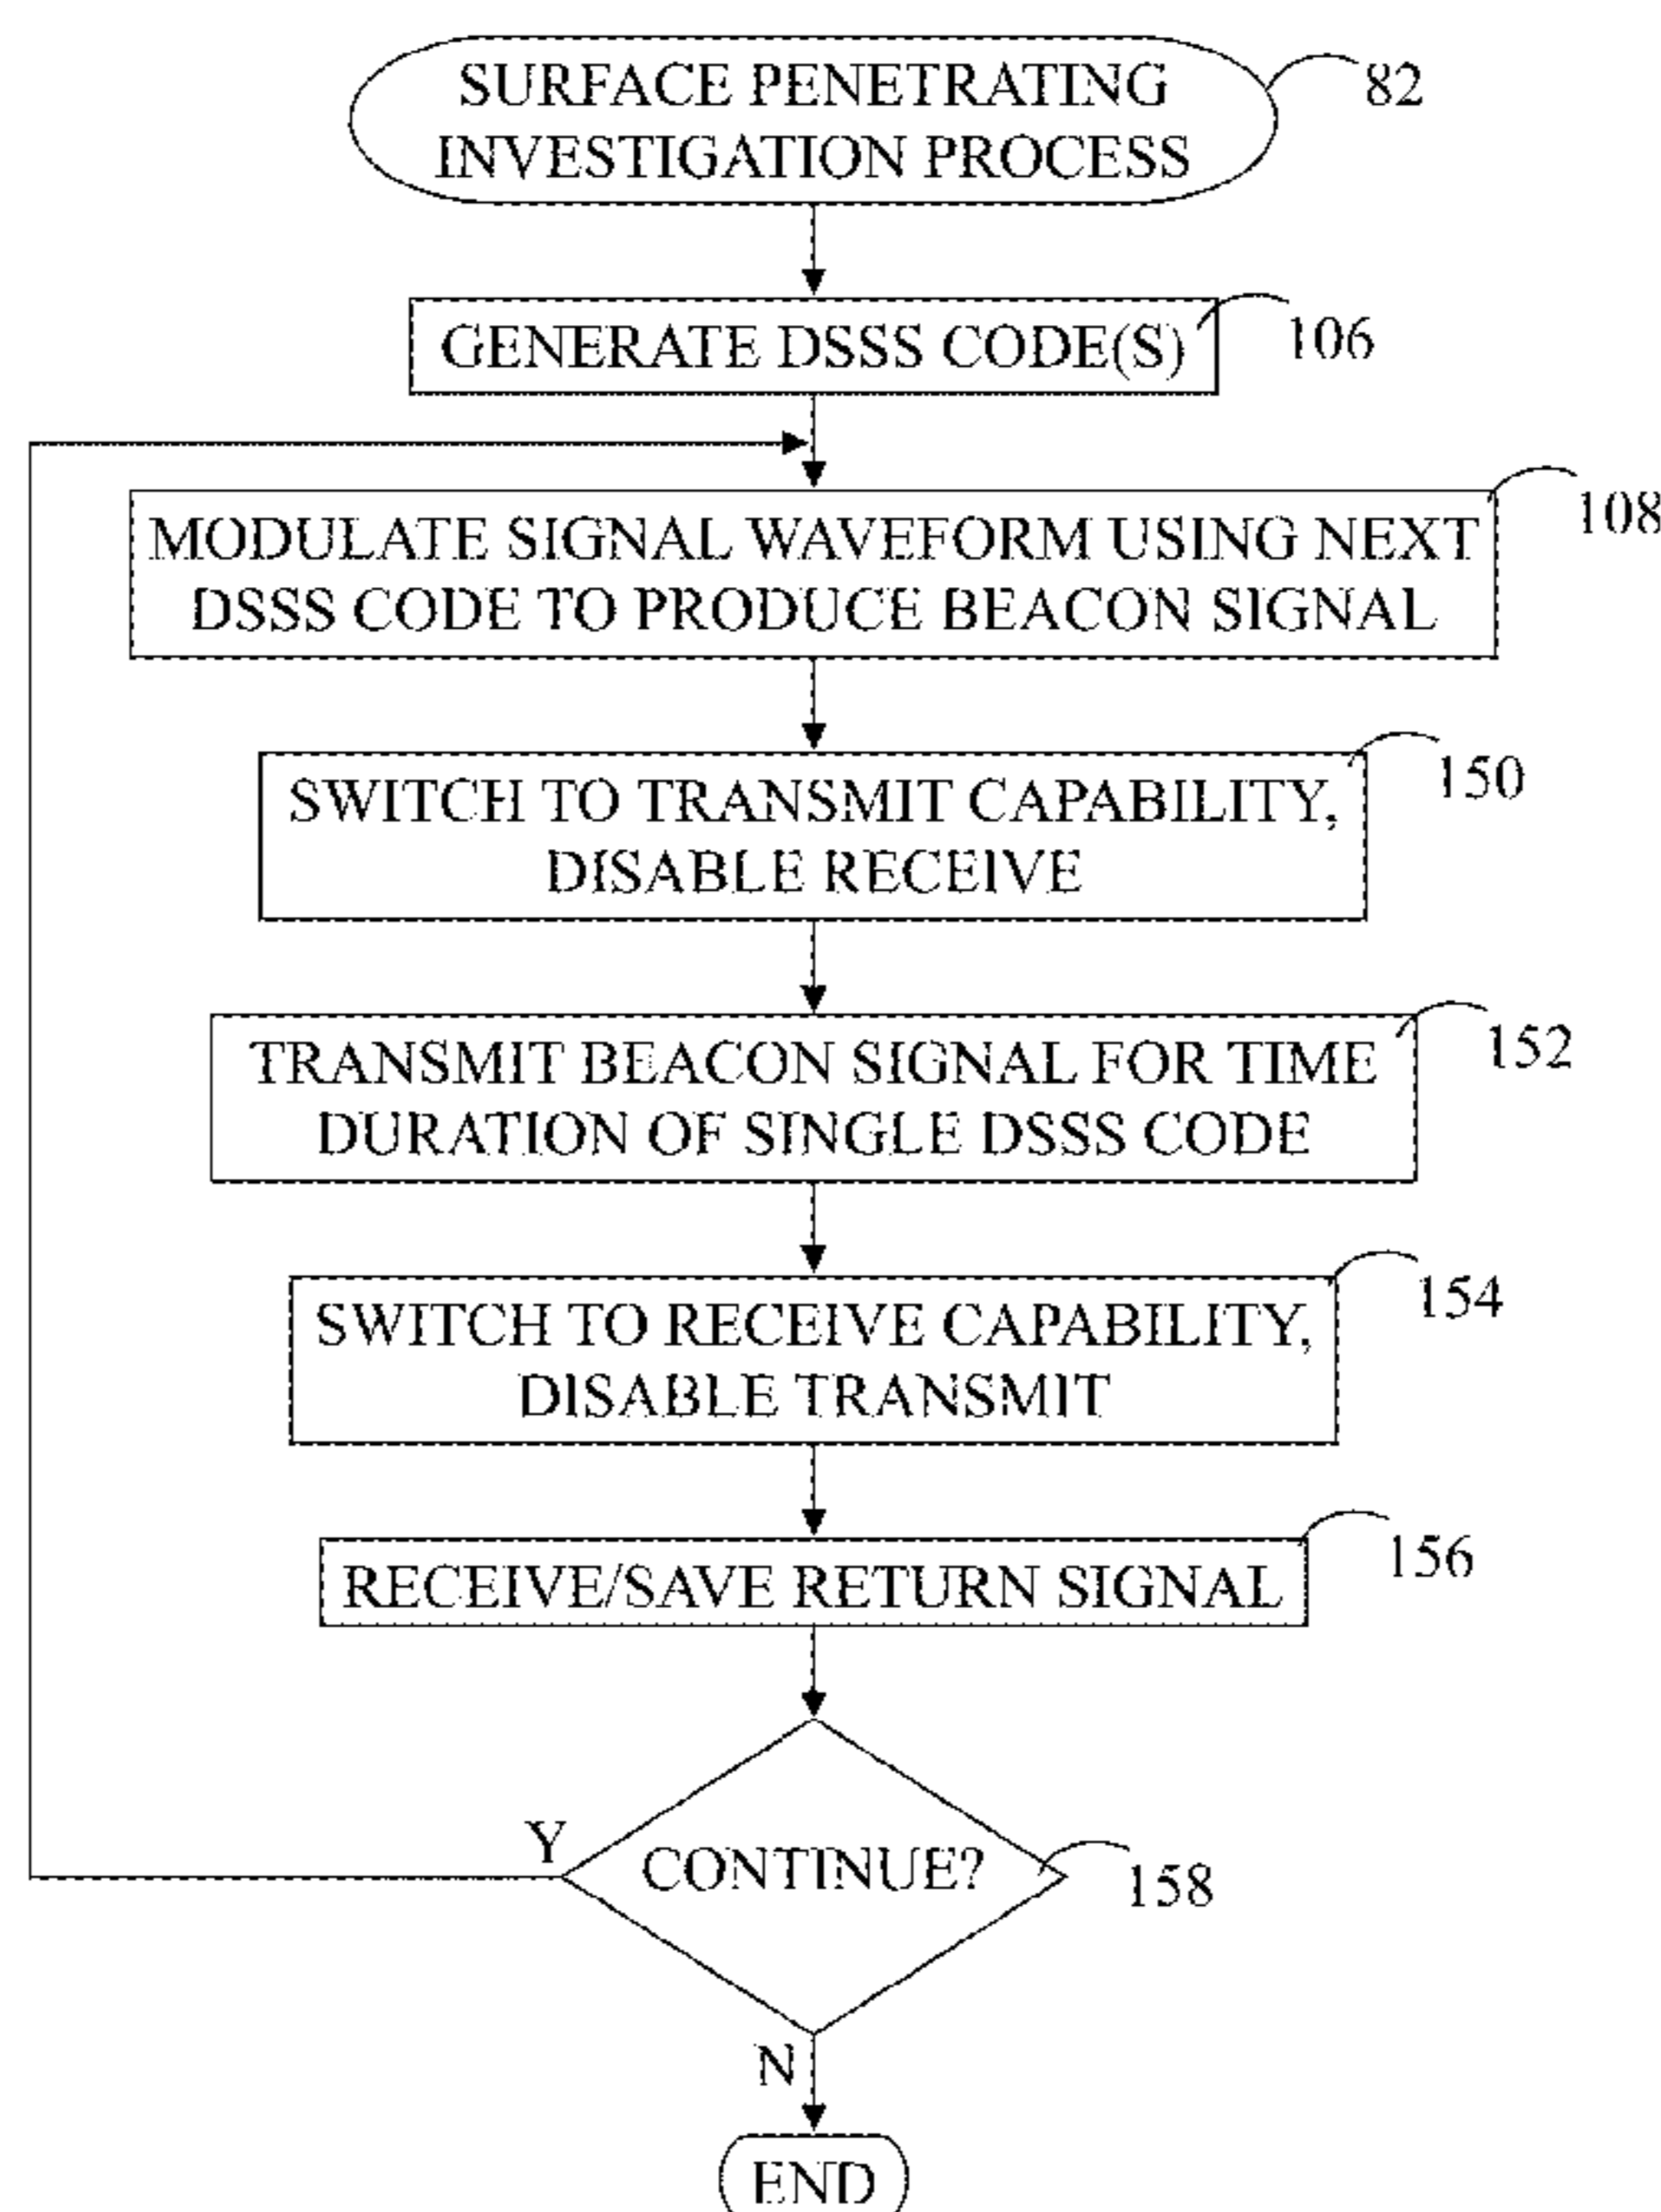 SURFACE PENETRATING
INVESTIGATION PROCESS
82
GENERATE DSSS CODE(S)
106
MODULATE SIGNAL WAVEFORM USING NEXT
DSSS CODE TO PRODUCE BEACON SIGNAL
108
SWITCH TO TRANSMIT CAPABILITY,
DISABLE RECEIVE
150
TRANSMIT BEACON SIGNAL FOR TIME
DURATION OF SINGLE DSSS CODE
152
SWITCH TO RECEIVE CAPABILITY,
DISABLE TRANSMIT
154
RECEIVE/SAVE RETURN SIGNAL
156
Y
CONTINUE?
158
N
END